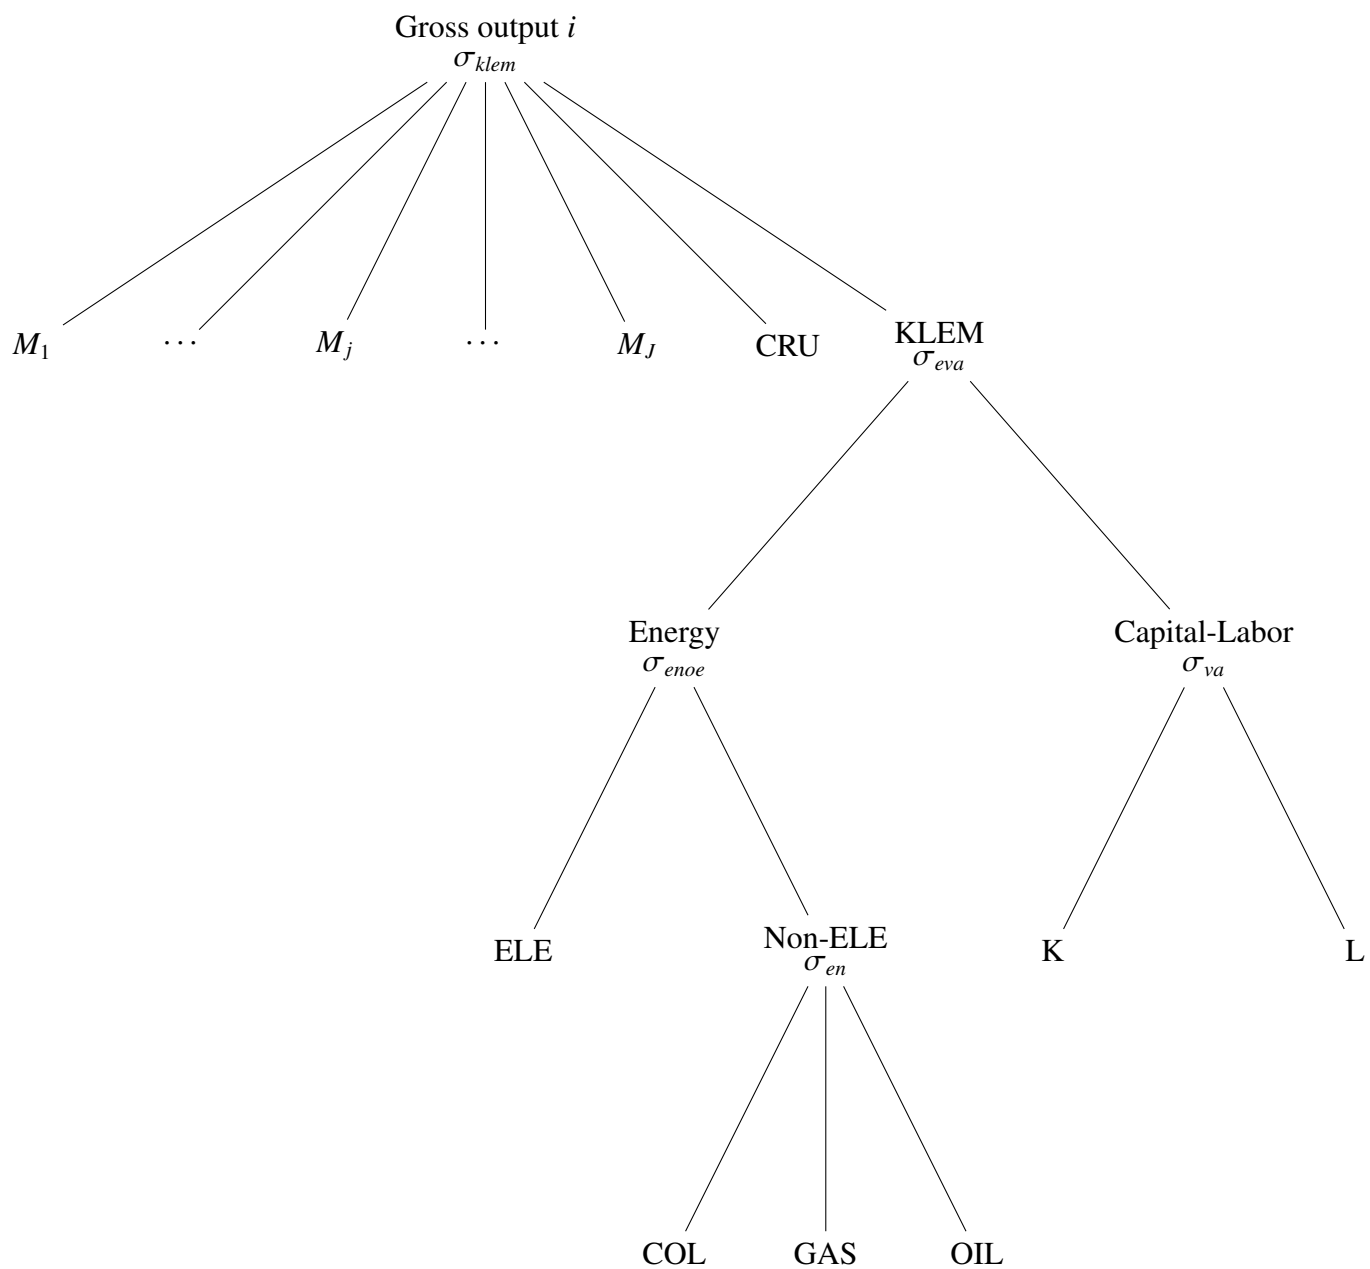 Gross output i
σklem
M1
···
Mj
···
MJ
CRU
KLEM
σeva
Energy
σenoe
Capital-Labor
σva
ELE
Non-ELE
σen
K
L
COL
GAS
OIL